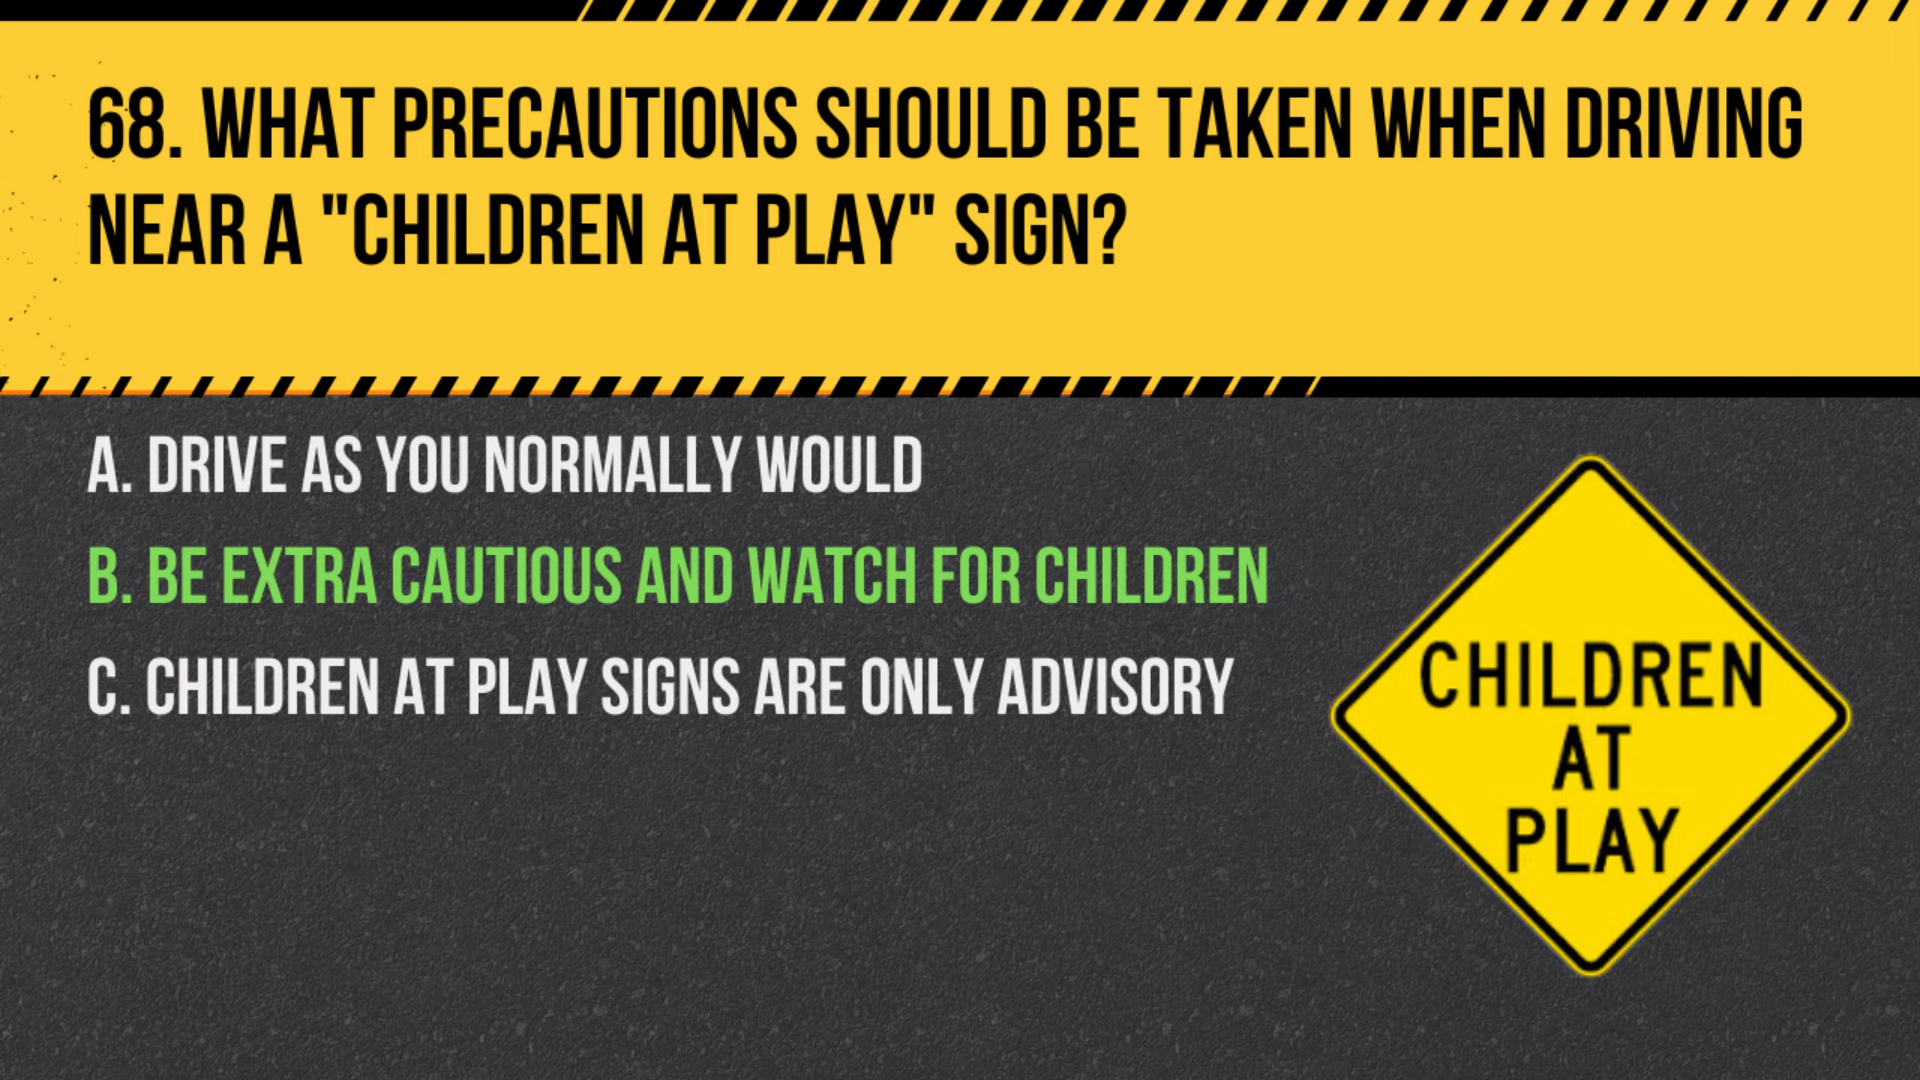 68. WHAT PRECAUTIONS SHOULD BE TAKEN WHEN DRIVING
NEAR A "CHILDREN AT PLAY" SIGN?
A. DRIVE AS YOU NORMALLY WOULD
B. BE EXTRA CAUTIOUS AND WATCH FOR CHILDREN
C. CHILDREN AT PLAY SIGNS ARE ONLY ADVISORY
CHILDREN
AT
PLAY